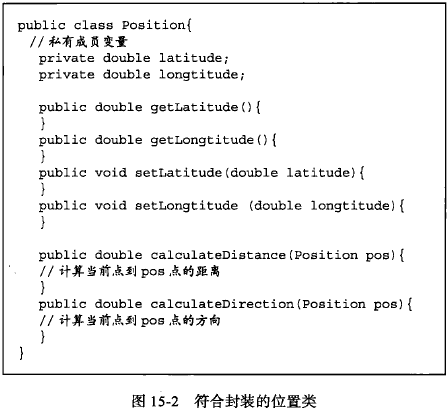 public class Position{
//私有成员变量
private double latitude;
private double longtitude;
public double getLatitude(){
}
public double getLongtitude(){
}
public void setLatitude(double latitude){
}
public void setLongtitude (double longtitude){
}
public double calculateDistance(Position pos){
//计算当前点到pos点的距离
}
public double calculateDirection(Position pos){
//计算当前点到pos点的方向
}
}
图 15-2 符合封装的位置类